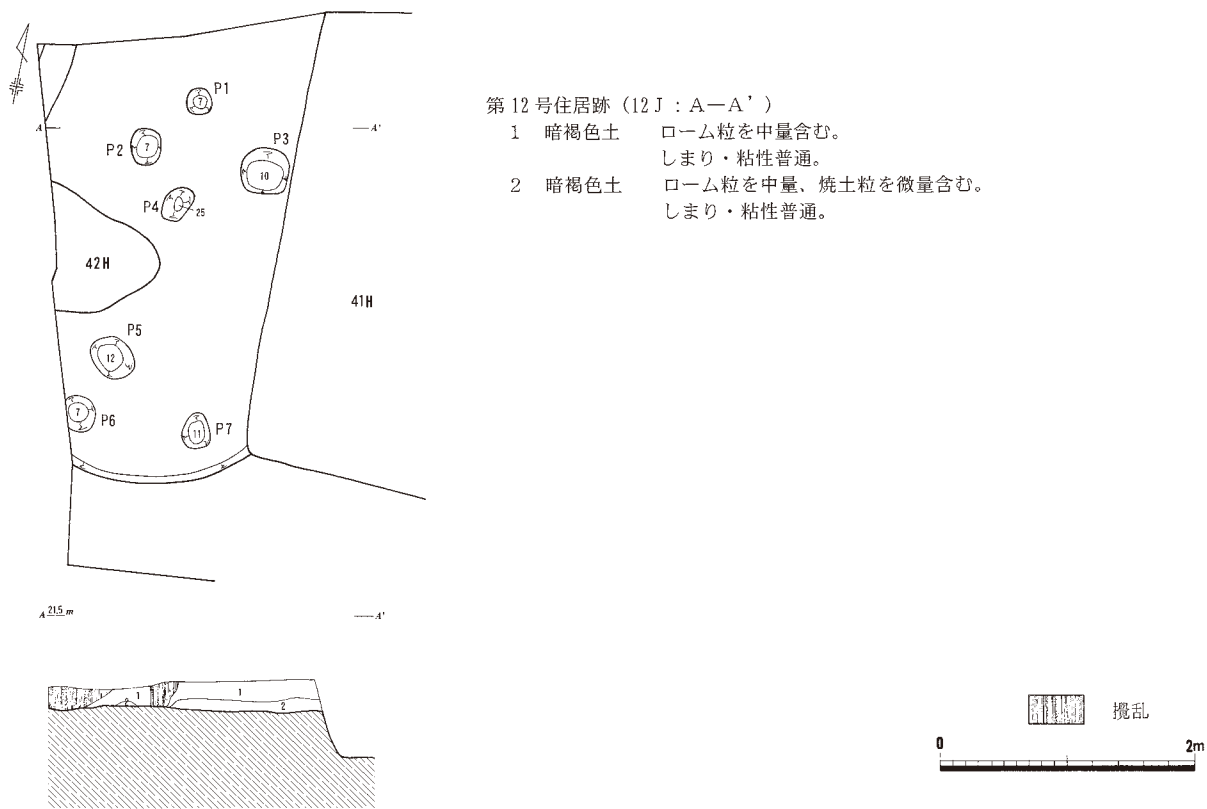 P1
7
第12号住居跡（12J：A―A’）
A
A'
1　暗褐色土　ローム粒を中量含む。
しまり・粘性普通。
P2
7
P3
10
2　暗褐色土　ローム粒を中量、焼土粒を微量含む。
しまり・粘性普通。
P4
25
42H
41H
P5
12
7
P6
11
P7
A 21.5 m
A'
1
1
1
2
2
攪乱
0
2m